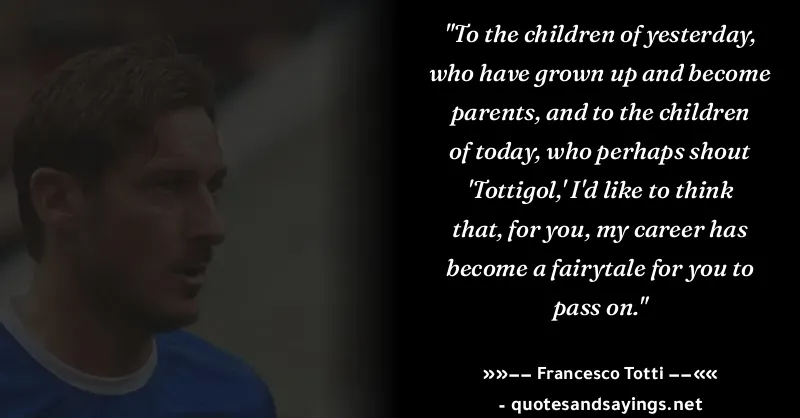 "To the children of yesterday,
who have grown up and become
parents, and to the children
of today, who perhaps shout
'Tottigol,' I'd like to think
that, for you, my career has
become a fairytale for you to
pass on."
»»-- Francesco Totti --««
- quotesandsayings.net